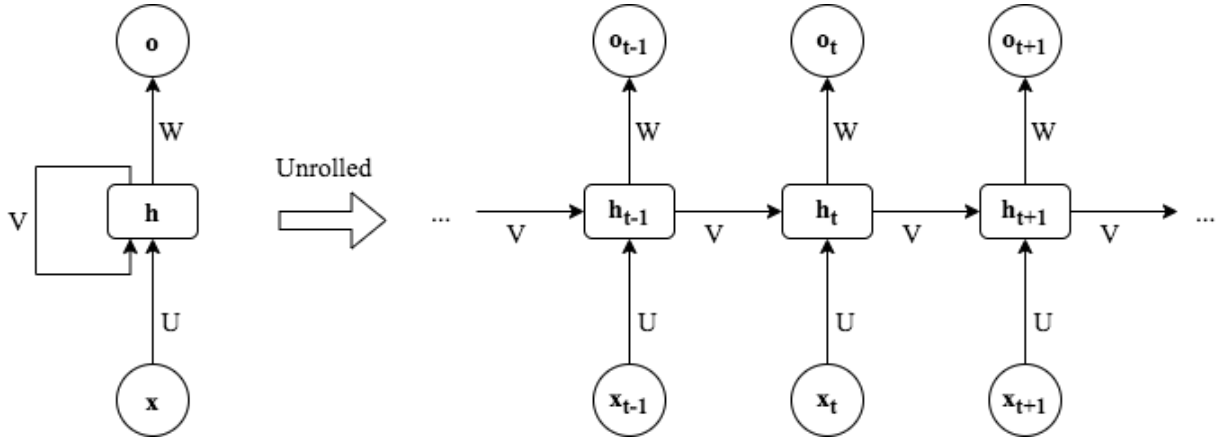 o
o_{t-1}
o_t
o_{t+1}
W
W
W
W
Unrolled
V
h
...
h_{t-1}
h_t
h_{t+1}
...
V
V
V
V
U
U
U
U
x
x_{t-1}
x_t
x_{t+1}